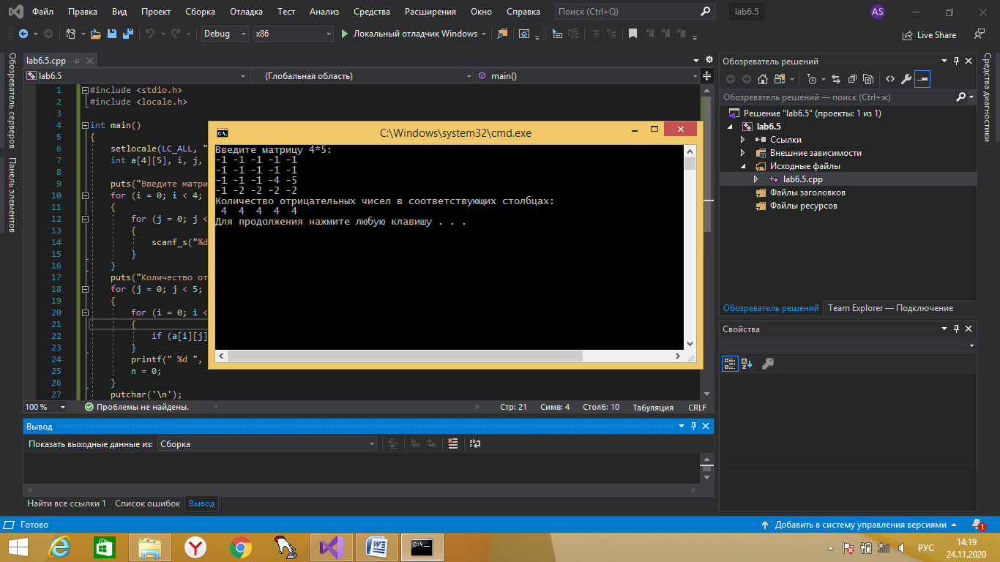 Файл Правка Вид Проект Сборка Отладка Тест Анализ Средства Расширения Окно Справка Поиск (Ctrl+Q) lab6.5 AS
Debug x86 Локальный отладчик Windows Live Share
Обозреватель серверов
Панель элементов
lab6.5.cpp
lab6.5 (Глобальная область) main()
1 #include <stdio.h>
2 #include <locale.h>
3
4 int main()
5 {
6 setlocale(LC_ALL, "
7 int a[4][5], i, j,
8
9 puts("Введите матри
10 for (i = 0; i < 4;
11 {
12 for (j = 0; j <
13 {
14 scanf_s("%d
15 }
16 }
17 puts("Количество от
18 for (j = 0; j < 5;
19 {
20 for (i = 0; i <
21 {
22 if (a[i][j]
23 }
24 printf(" %d ",
25 n = 0;
26 }
27 putchar('\n');
C:\Windows\system32\cmd.exe
Введите матрицу 4*5:
-1 -1 -1 -1 -1
-1 -1 -1 -1 -1
-1 -1 -1 -4 -5
-1 -2 -2 -2 -2
Количество отрицательных чисел в соответствующих столбцах:
4 4 4 4 4
Для продолжения нажмите любую клавишу . . .
100 % Проблемы не найдены. Стр: 21 Симв: 4 Столб: 10 Табуляция CRLF
Вывод
Показать выходные данные из: Сборка
Найти все ссылки 1 Список ошибок Вывод
Обозреватель решений
Обозреватель решений — поиск (Ctrl+ж)
Решение "lab6.5" (проекты: 1 из 1)
lab6.5
Ссылки
Внешние зависимости
Исходные файлы
lab6.5.cpp
Файлы заголовков
Файлы ресурсов
Обозреватель решений Team Explorer — Подключение
Свойства
Средства диагностики
Готово Добавить в систему управления версиями 1
РУС 14:19
24.11.2020